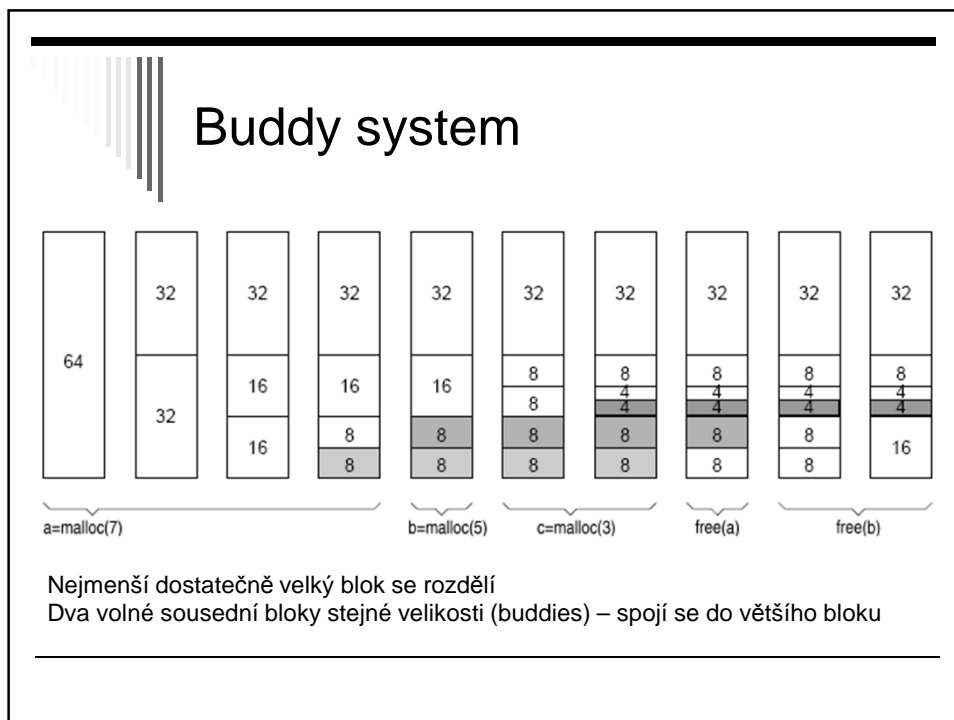 Buddy system
32 32 32 32 32 32 32 32 32
64
8 8 8 8 8
16 16 16
4 4 4 4
8
4 4 4 4
32
8 8 8 8 8 8
16 16
8 8 8 8 8 8
a=malloc(7) b=malloc(5) c=malloc(3) free(a) free(b)
Nejmenší dostatečně velký blok se rozdělí
Dva volné sousední bloky stejné velikosti (buddies) – spojí se do většího bloku